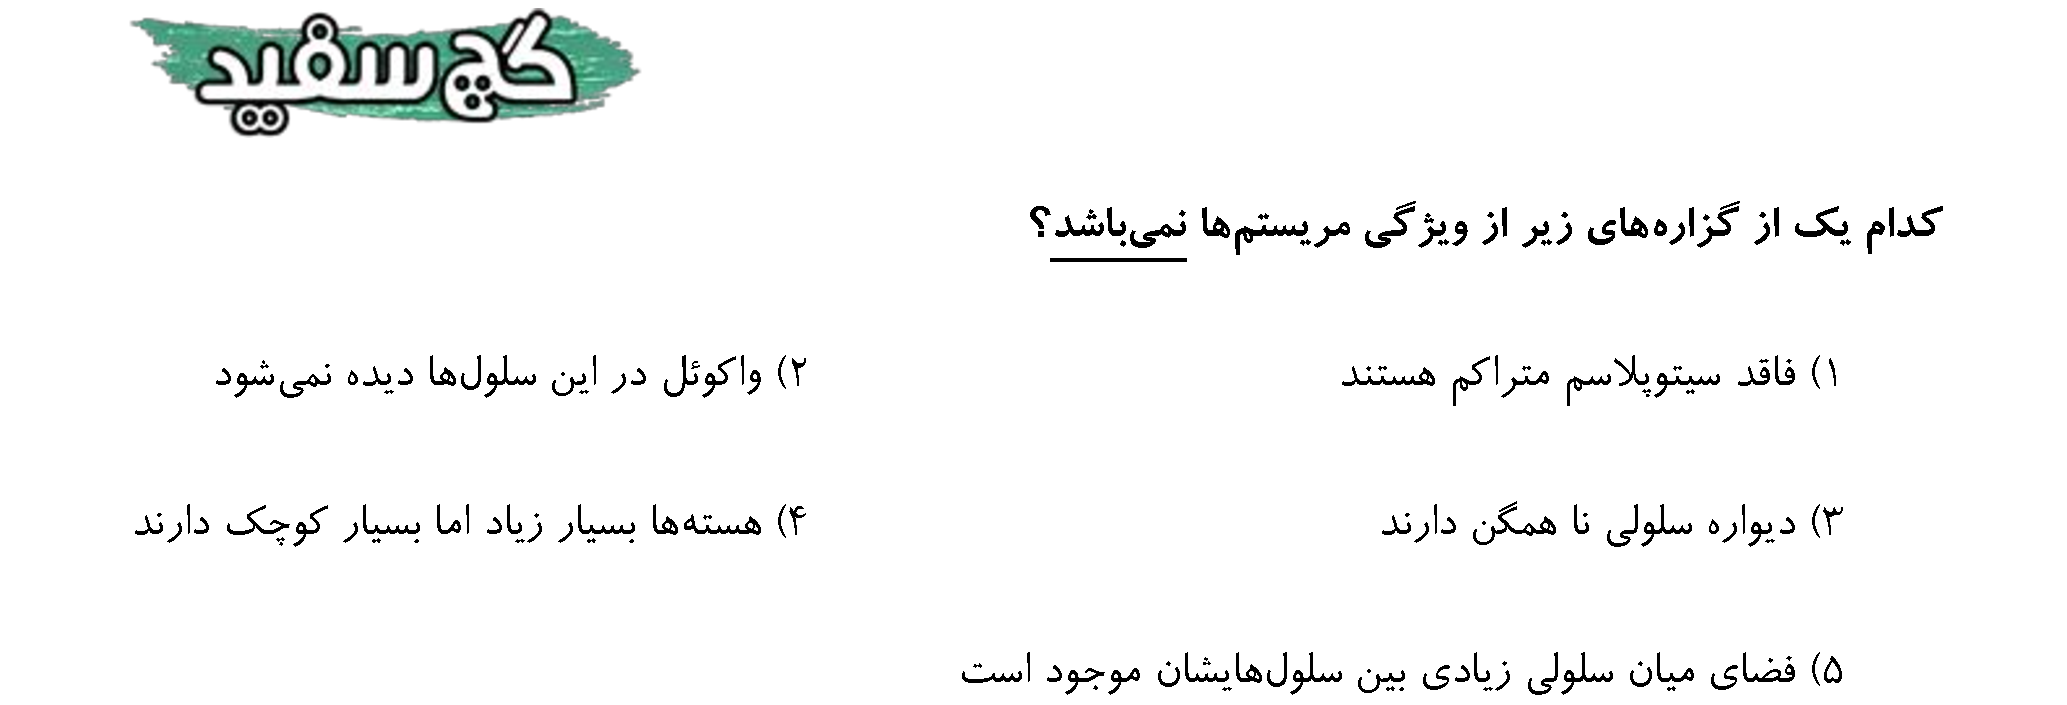 گچ سفید
کدام یک از گزاره‌های زیر از ویژگی مریستم‌ها نمی‌باشد؟
۱) فاقد سیتوپلاسم متراکم هستند
۲) واکوئل در این سلول‌ها دیده نمی‌شود
۳) دیواره سلولی نا همگن دارند
۴) هسته‌ها بسیار زیاد اما بسیار کوچک دارند
۵) فضای میان سلولی زیادی بین سلول‌هایشان موجود است